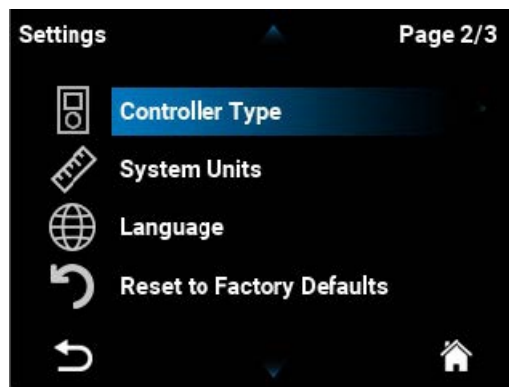 Settings
Page 2/3
Controller Type
System Units
Language
Reset to Factory Defaults